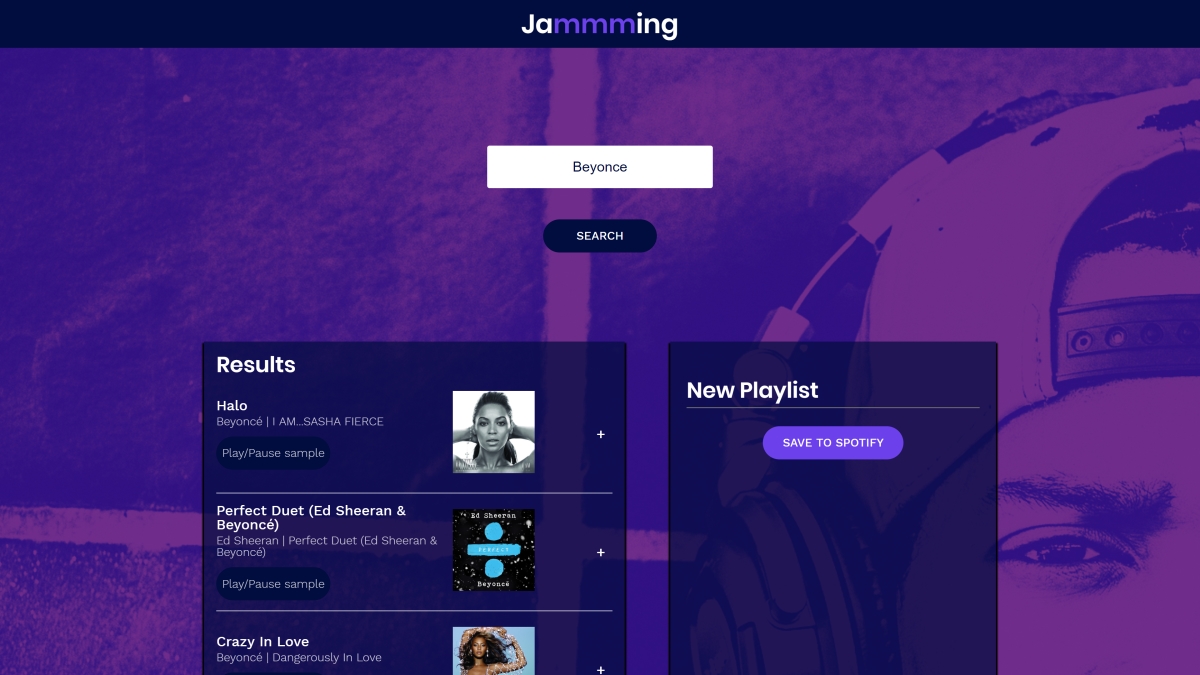 Jammming
Beyonce
SEARCH
Results
Halo
Beyoncé | I AM...SASHA FIERCE
Play/Pause sample
+
Perfect Duet (Ed Sheeran &
Beyoncé)
Ed Sheeran | Perfect Duet (Ed Sheeran &
Beyoncé)
Play/Pause sample
Ed Sheeran
PERFECT
Beyoncé
+
Crazy In Love
Beyoncé | Dangerously In Love
+
New Playlist
SAVE TO SPOTIFY